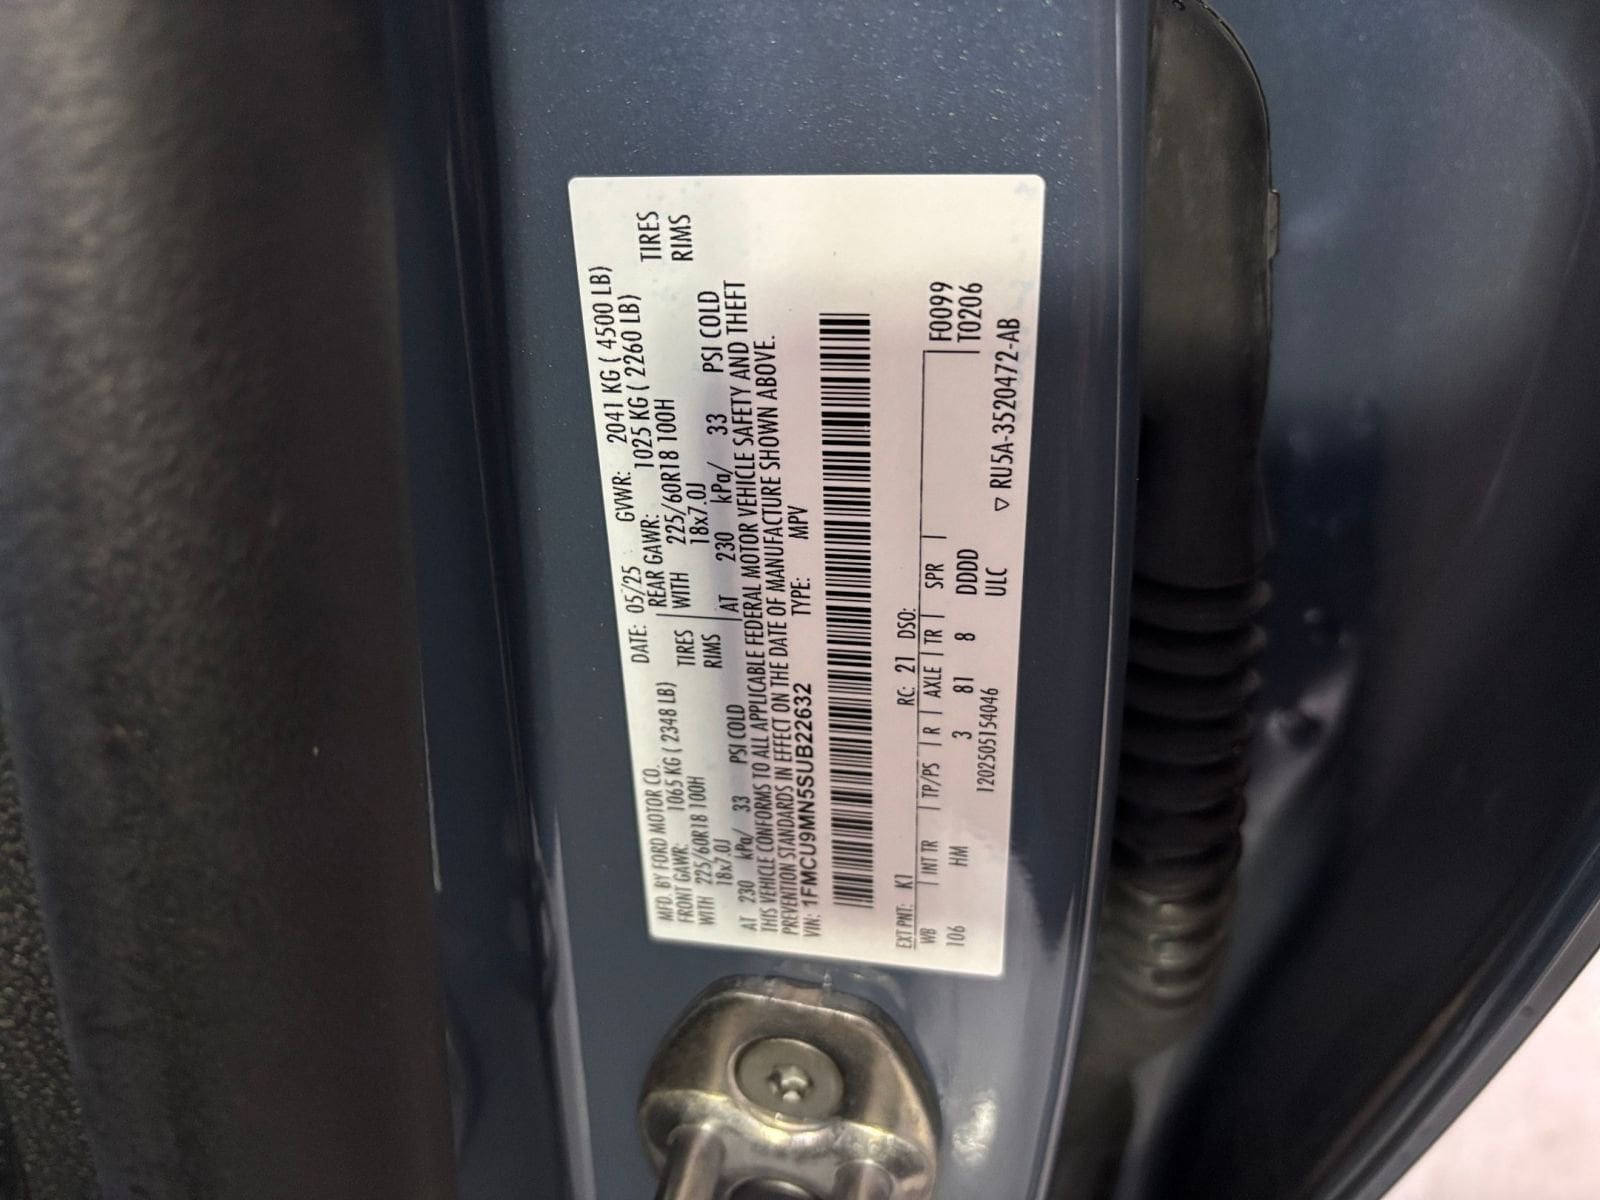 MFD. BY FORD MOTOR CO.
DATE: 05/25 GVWR: 2041 KG ( 4500 LB)
FRONT GAWR: 1065 KG ( 2348 LB) REAR GAWR: 1025 KG ( 2260 LB)
WITH 225/60R18 100H TIRES WITH 225/60R18 100H TIRES
18x7.0J RIMS 18x7.0J RIMS
AT 230 kPa/ 33 PSI COLD AT 230 kPa/ 33 PSI COLD
THIS VEHICLE CONFORMS TO ALL APPLICABLE FEDERAL MOTOR VEHICLE SAFETY AND THEFT
PREVENTION STANDARDS IN EFFECT ON THE DATE OF MANUFACTURE SHOWN ABOVE.
VIN: 1FMCU9MN5SUB22632 TYPE: MPV
EXT PNT: K1 RC: 21 DSO:
WB INT TR TP/PS R AXLE TR SPR F0099
106 HM 3 81 8 DDDD T0206
120250515404​6 ULC ▽ RU5A-3520472-AB